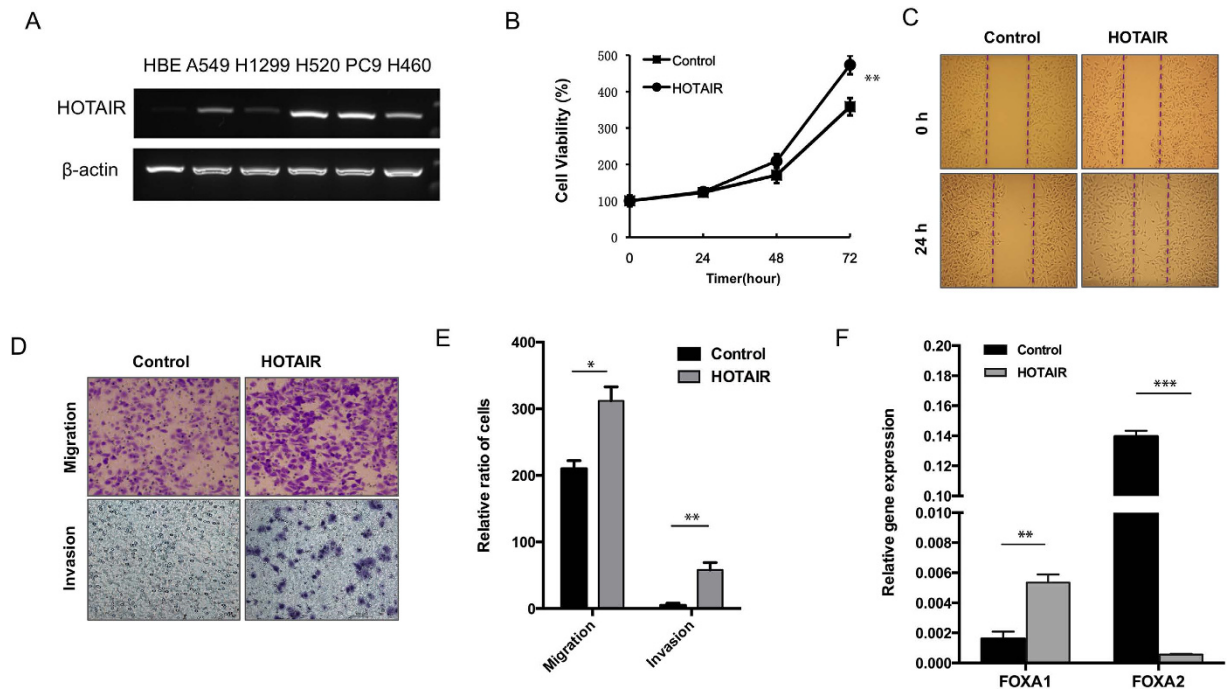 A
HBE A549 H1299 H520 PC9 H460
HOTAIR
β-actin
B
Cell Viability (%)
500
400
300
200
100
0
0 24 48 72
Timer(hour)
Control
HOTAIR
**
C
Control HOTAIR
0 h
24 h
D
Control HOTAIR
Migration
Invasion
E
Relative ratio of cells
400
300
200
100
0
Control
HOTAIR
*
**
Migration Invasion
F
Relative gene expression
0.20
0.18
0.16
0.14
0.12
0.10
0.010
0.008
0.006
0.004
0.002
0.000
Control
HOTAIR
***
**
FOXA1 FOXA2